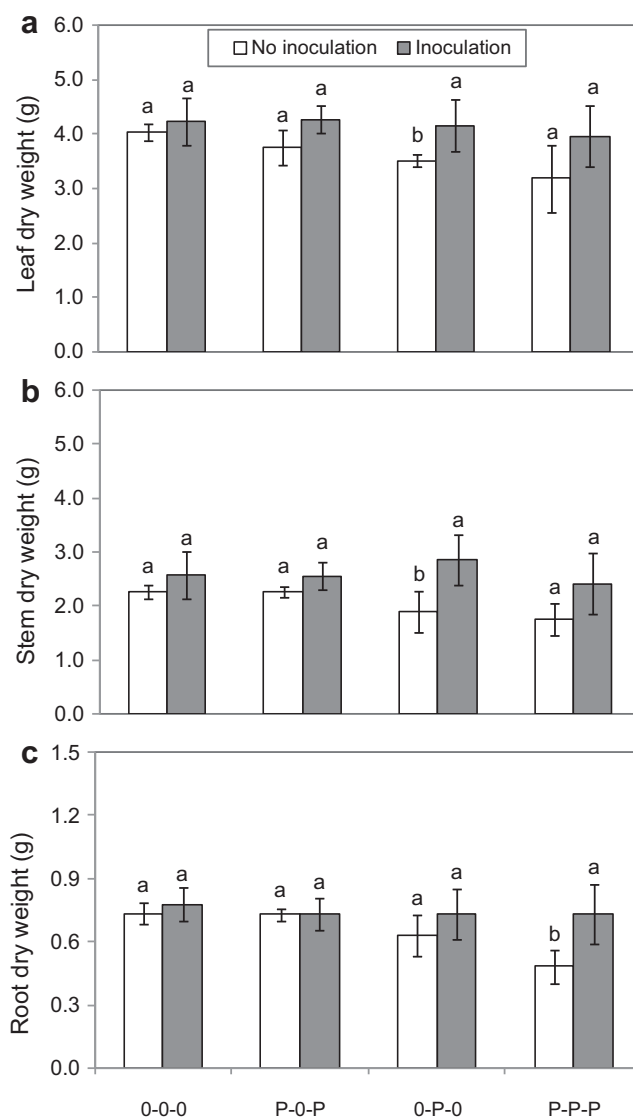 a
No inoculation Inoculation
Leaf dry weight (g)
6.0
5.0
4.0
3.0
2.0
1.0
0.0
a a a a b a a a
b
Stem dry weight (g)
6.0
5.0
4.0
3.0
2.0
1.0
0.0
a a a a b a a a
c
Root dry weight (g)
1.5
1.2
0.9
0.6
0.3
0.0
a a a a a a b a
0-0-0 P-0-P 0-P-0 P-P-P